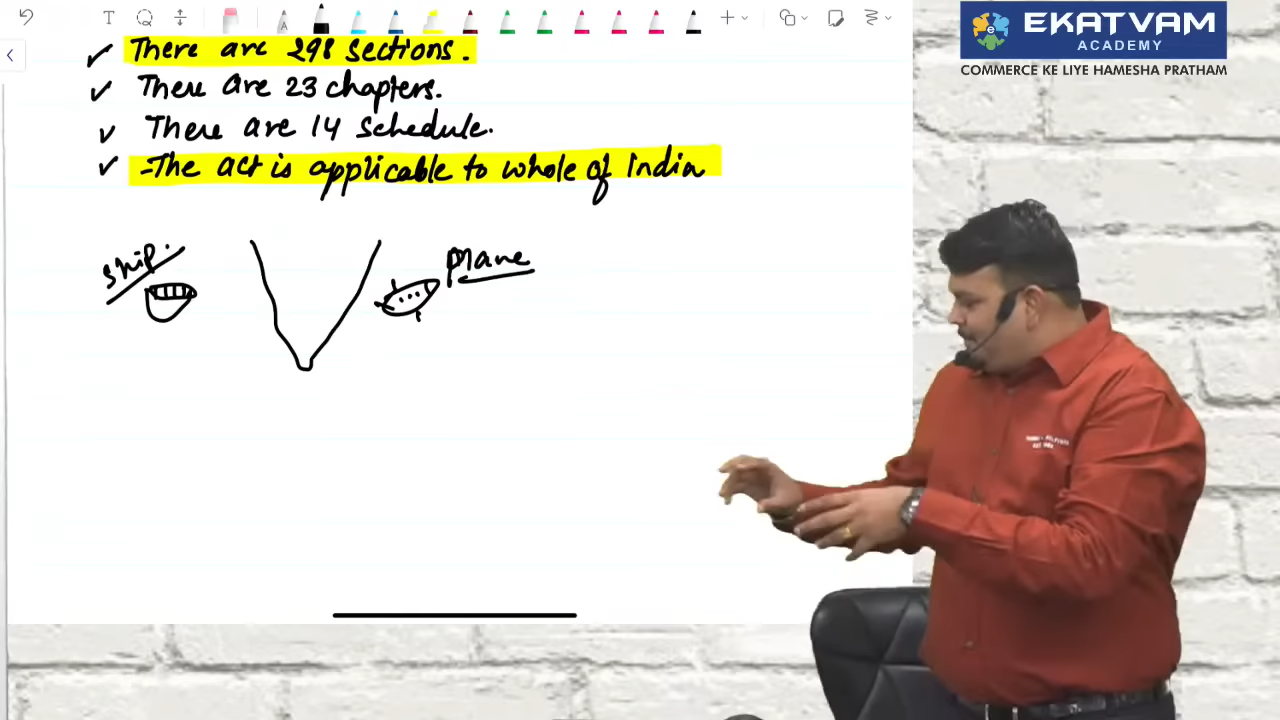 EKATVAM
ACADEMY
COMMERCE KE LIYE HAMESHA PRATHAM
There are 298 sections.
There are 23 chapters.
There are 14 schedule.
The act is applicable to whole of India
ship.
plane